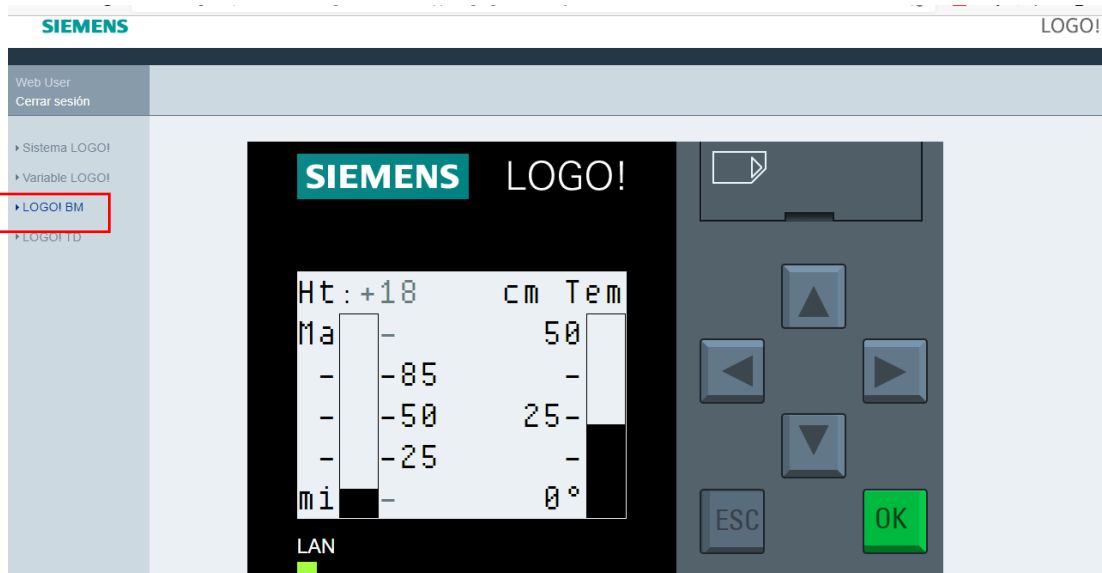 SIEMENS LOGO!
Web User
Cerrar sesión
Sistema LOGO!
Variable LOGO!
LOGO! BM
LOGO! TD
SIEMENS LOGO!
Ht:+18 cm Tem
Ma - 50
- -85 -
- -50 25-
- -25 -
mi - 0°
LAN
ESC
OK